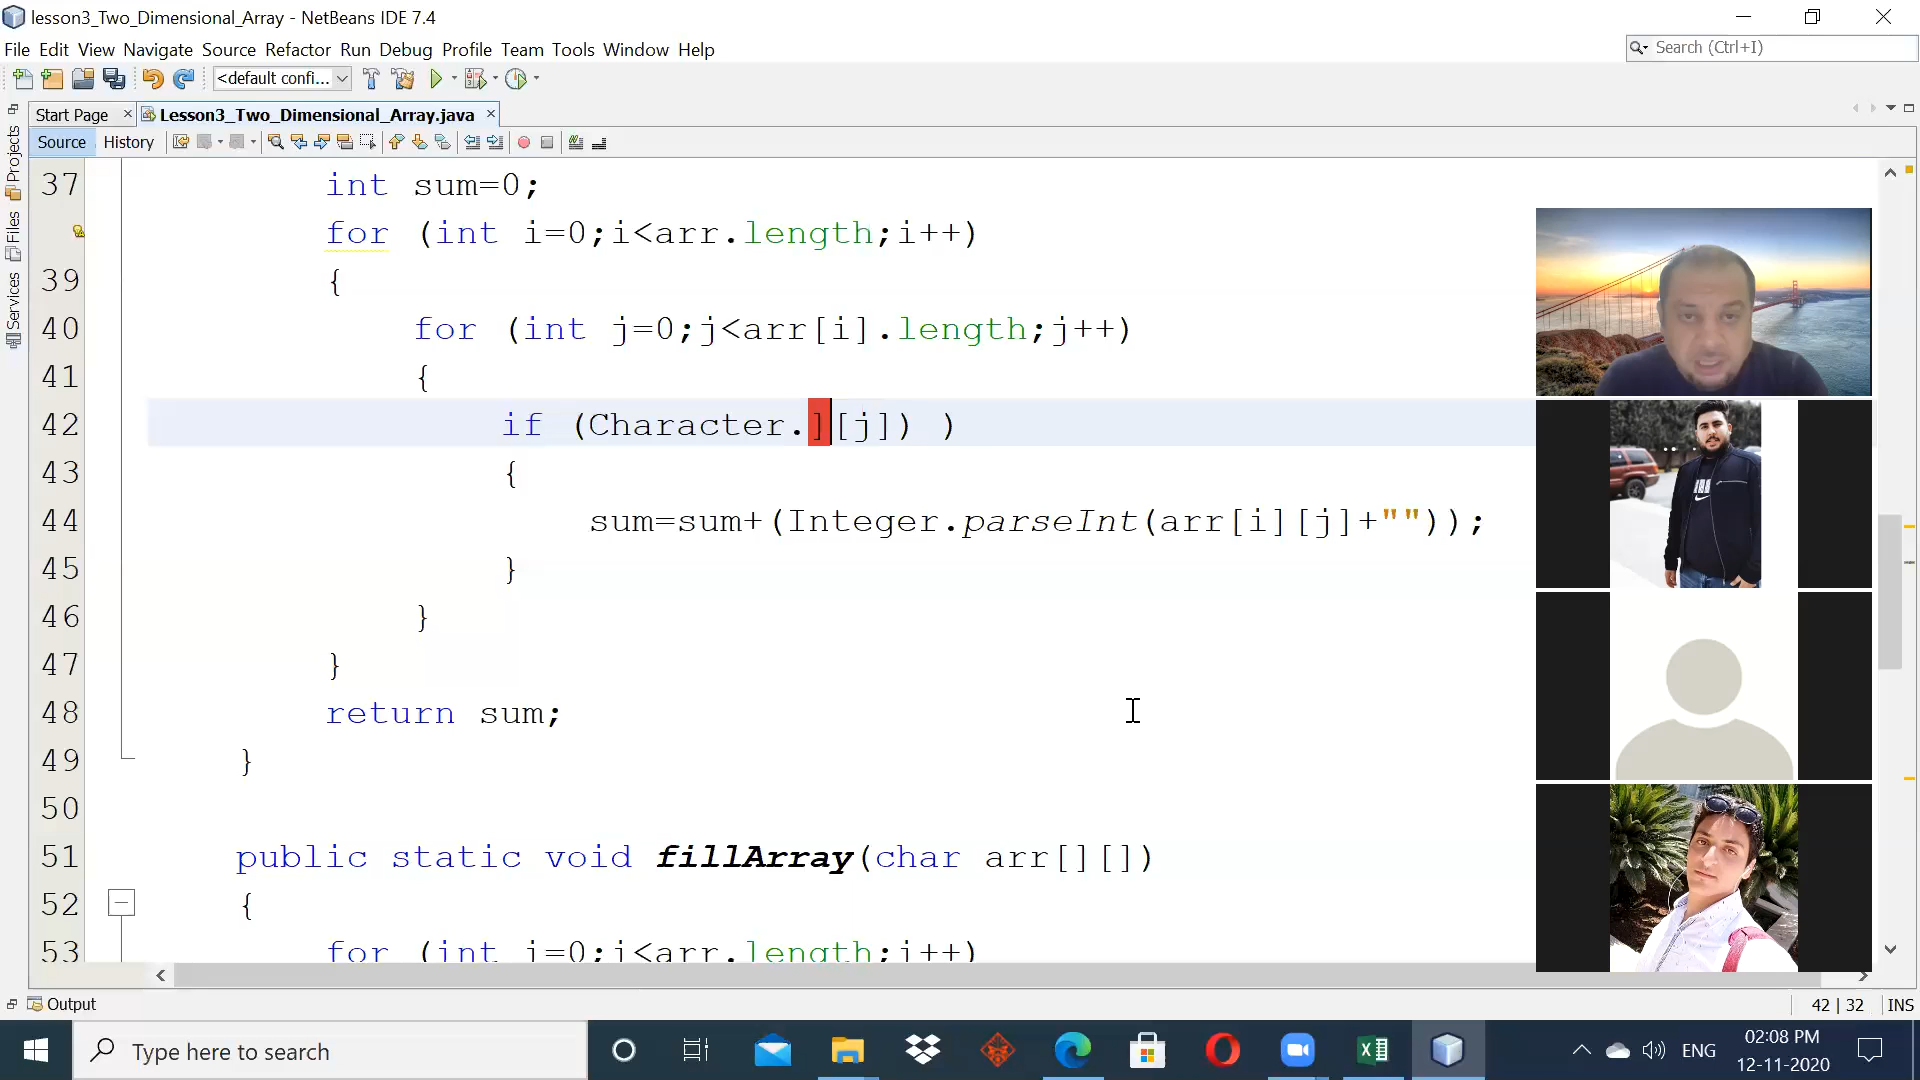 lesson3_Two_Dimensional_Array - NetBeans IDE 7.4
File Edit View Navigate Source Refactor Run Debug Profile Team Tools Window Help
Search (Ctrl+I)
<default confi...
Start Page
Lesson3_Two_Dimensional_Array.java
Source History
Projects
Files
Services
37 int sum=0;
for (int i=0;i<arr.length;i++)
39 {
40 for (int j=0;j<arr[i].length;j++)
41 {
42 if (Character.][j]) )
43 {
44 sum=sum+(Integer.parseInt(arr[i][j]+""));
45 }
46 }
47 }
48 return sum;
49 }
50
51 public static void fillArray(char arr[][])
52 {
53 for (int i=0;i<arr.length;i++)
Output
42 | 32 INS
Type here to search
ENG
02:08 PM
12-11-2020